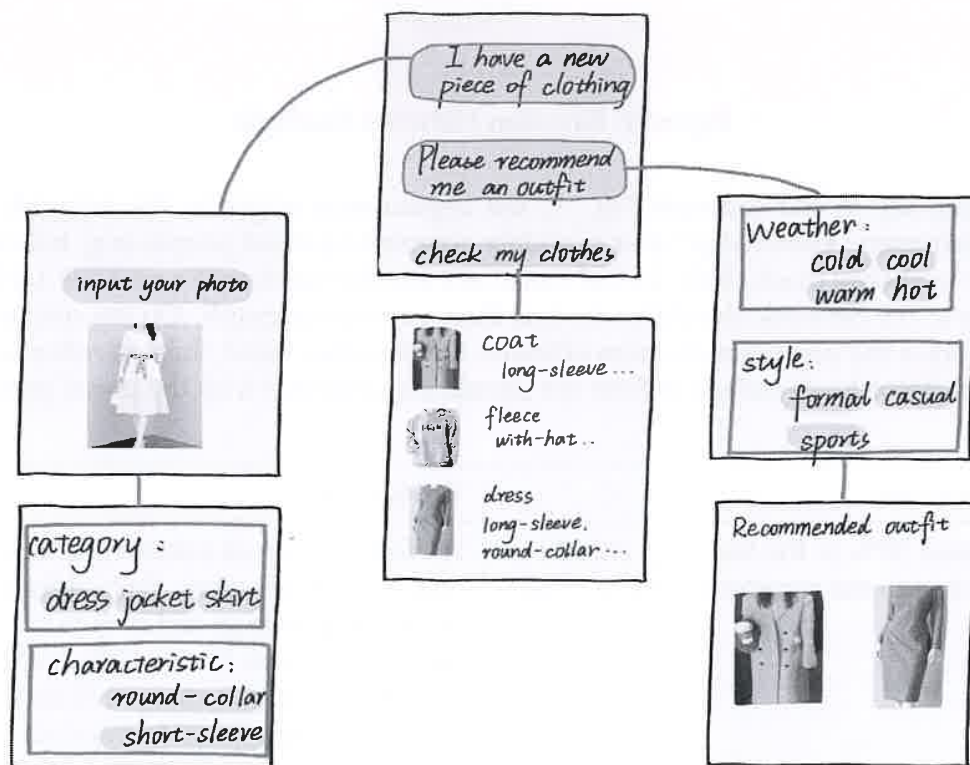 I have a new
piece of clothing
Please recommend
me an outfit
check my clothes
input your photo
category :
dress jacket skirt
characteristic:
round-collar
short-sleeve
coat
long-sleeve ...
fleece
with-hat ..
dress
long-sleeve.
round-collar ...
Weather :
cold cool
warm hot
style:
formal casual
sports
Recommended outfit